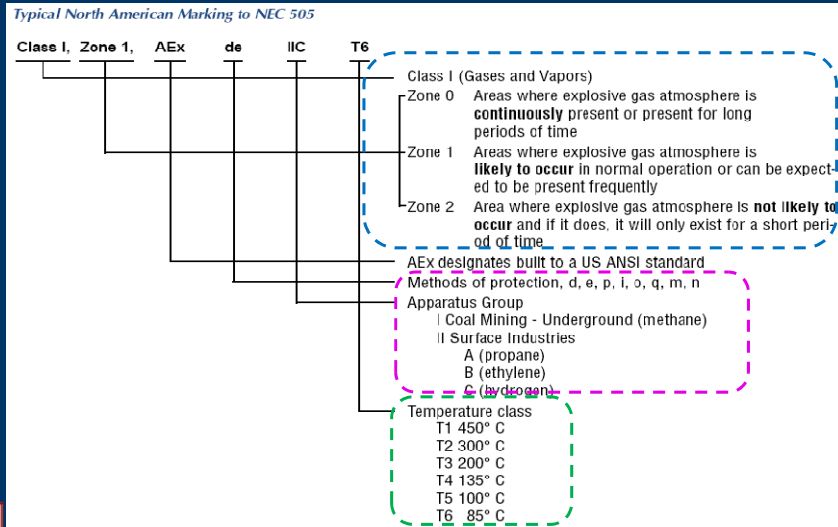 Typical North American Marking to NEC 505
Class I, Zone 1, AEx de IIC T6
Class I (Gases and Vapors)
Zone 0 Areas where explosive gas atmosphere is
continuously present or present for long
periods of time
Zone 1 Areas where explosive gas atmosphere is
likely to occur in normal operation or can be expect-
ed to be present frequently
Zone 2 Area where explosive gas atmosphere is not likely to
occur and if it does, it will only exist for a short peri-
od of time
AEx designates built to a US ANSI standard
Methods of protection, d, e, p, i, o, q, m, n
Apparatus Group
I Coal Mining - Underground (methane)
II Surface Industries
A (propane)
B (ethylene)
C (hydrogen)
Temperature class
T1 450° C
T2 300° C
T3 200° C
T4 135° C
T5 100° C
T6 85° C